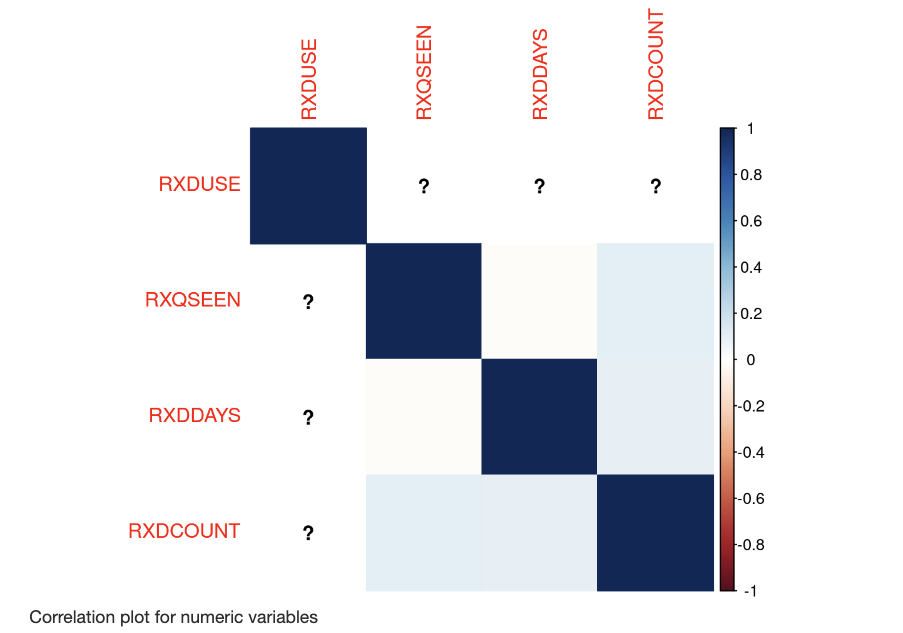 RXDUSE
RXQSEEN
RXDDAYS
RXDCOUNT
1
RXDUSE ? ? ?
0.8
0.6
0.4
RXQSEEN ?
0.2
0
RXDDAYS ?
-0.2
-0.4
RXDCOUNT ?
-0.6
-0.8
-1
Correlation plot for numeric variables